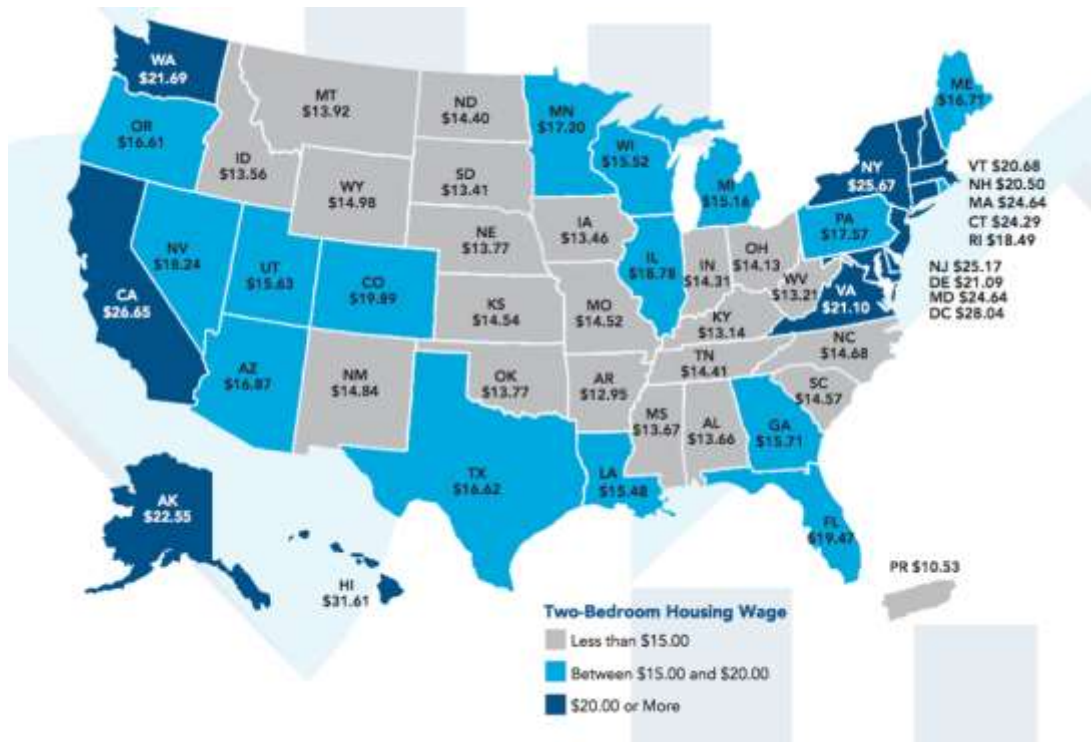 WA
$21.69
OR
$16.61
ID
$13.56
MT
$13.92
ND
$14.40
MN
$17.20
WI
$15.52
MI
$15.16
ME
$16.71
SD
$13.41
WY
$14.98
NE
$13.77
IA
$13.46
NY
$25.67
PA
$17.57
VT $20.68
NH $20.50
MA $24.64
CT $24.29
RI $18.49
NJ $25.17
DE $21.09
MD $24.64
DC $28.04
NV
$18.24
UT
$15.63
CO
$19.89
CA
$26.65
KS
$14.54
MO
$14.52
IL
$18.78
IN
$14.31
OH
$14.13
WV
$13.21
VA
$21.10
KY
$13.14
NC
$14.68
TN
$14.41
SC
$14.57
AZ
$16.87
NM
$14.84
OK
$13.77
AR
$12.95
MS
$13.67
AL
$13.66
GA
$15.71
TX
$16.62
LA
$15.48
FL
$19.47
AK
$22.55
HI
$31.61
PR $10.53
Two-Bedroom Housing Wage
Less than $15.00
Between $15.00 and $20.00
$20.00 or More